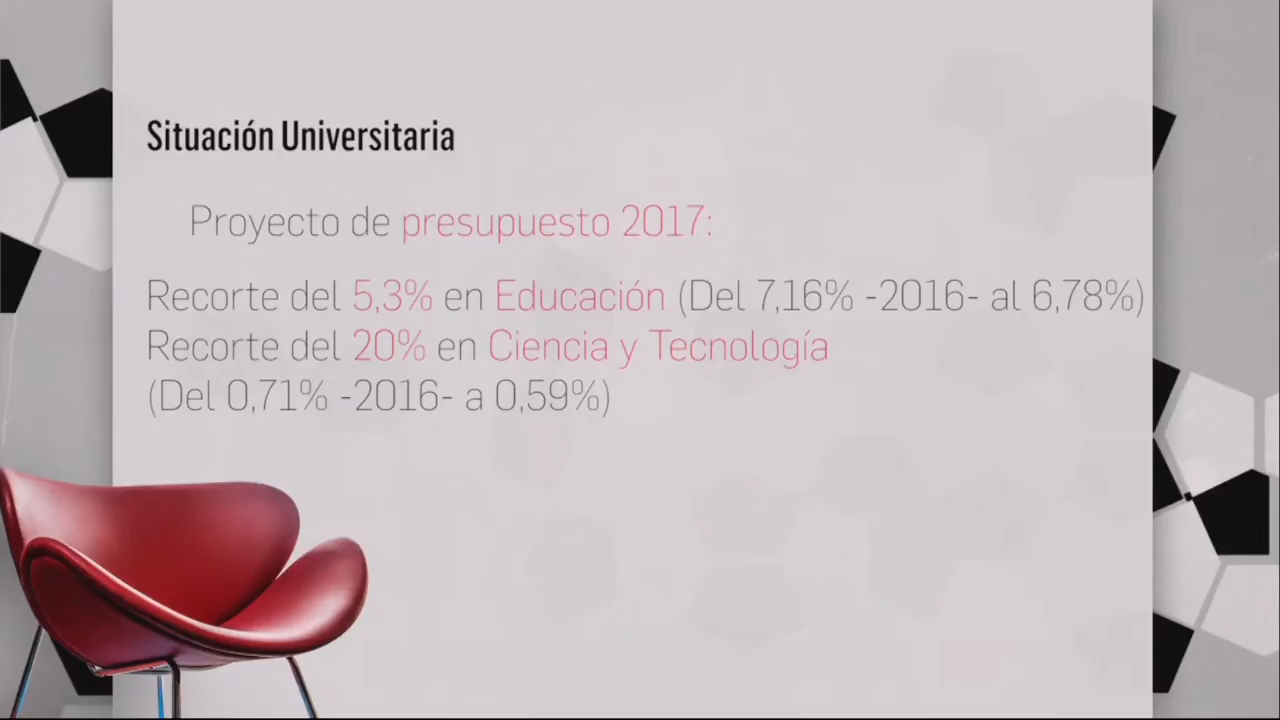 Situación Universitaria
Proyecto de presupuesto 2017:
Recorte del 5,3% en Educación (Del 7,16% -2016- al 6,78%)
Recorte del 20% en Ciencia y Tecnología
(Del 0,71% -2016- a 0,59%)